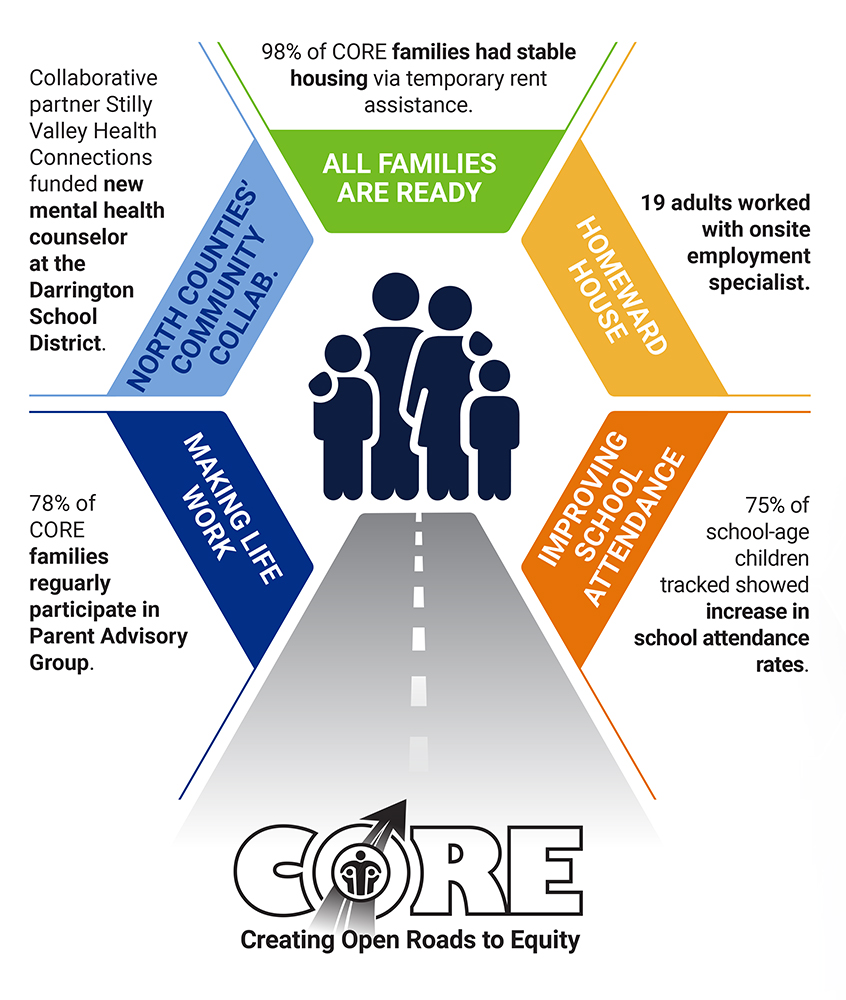 98% of CORE families had stable
housing via temporary rent
assistance.
ALL FAMILIES
ARE READY
Collaborative
partner Stilly
Valley Health
Connections
funded new
mental health
counselor
at the
Darrington
School
District.
NORTH COUNTIES'
COMMUNITY
COLLAB.
HOMEWARD
HOUSE
19 adults worked
with onsite
employment
specialist.
MAKING LIFE
WORK
78% of
CORE
families
reguarly
participate in
Parent Advisory
Group.
IMPROVING
SCHOOL
ATTENDANCE
75% of
school-age
children
tracked showed
increase in
school attendance
rates.
CORE
Creating Open Roads to Equity